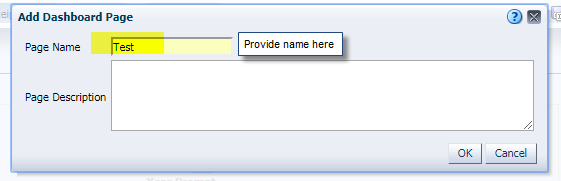 Add Dashboard Page
Page Name
Test
Provide name here
Page Description
OK
Cancel